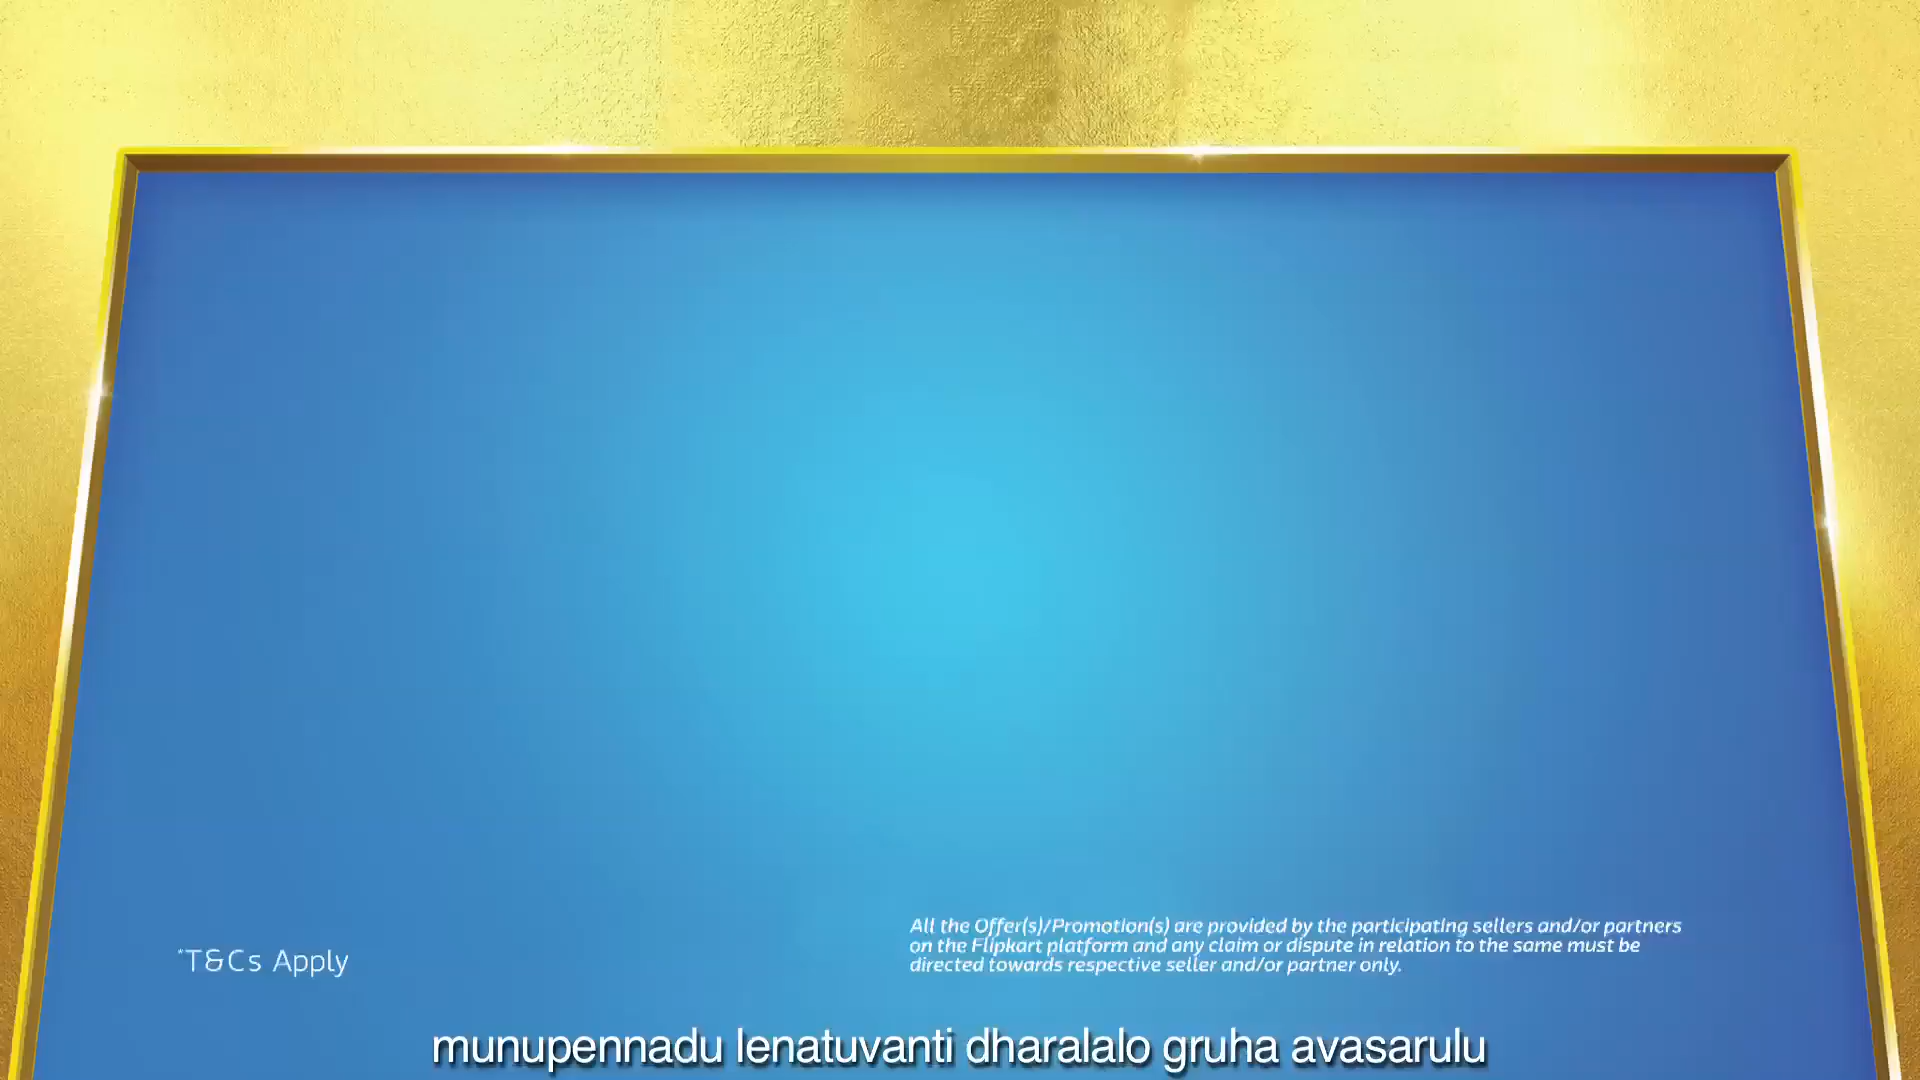 *T&Cs Apply
All the Offer(s)/Promotion(s) are provided by the participating sellers and/or partners
on the Flipkart platform and any claim or dispute in relation to the same must be
directed towards respective seller and/or partner only.
munupennadu lenatuvanti dharalalo gruha avasarulu